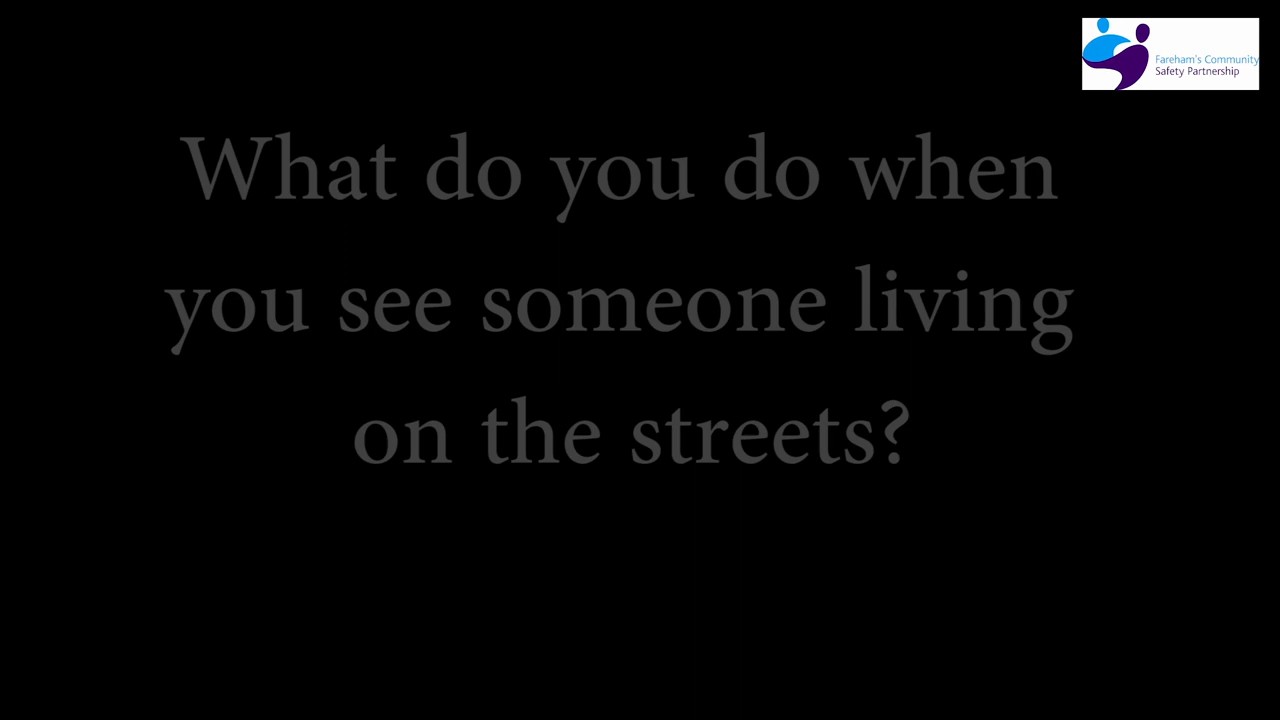 Fareham's Community
Safety Partnership
What do you do when
you see someone living
on the streets?